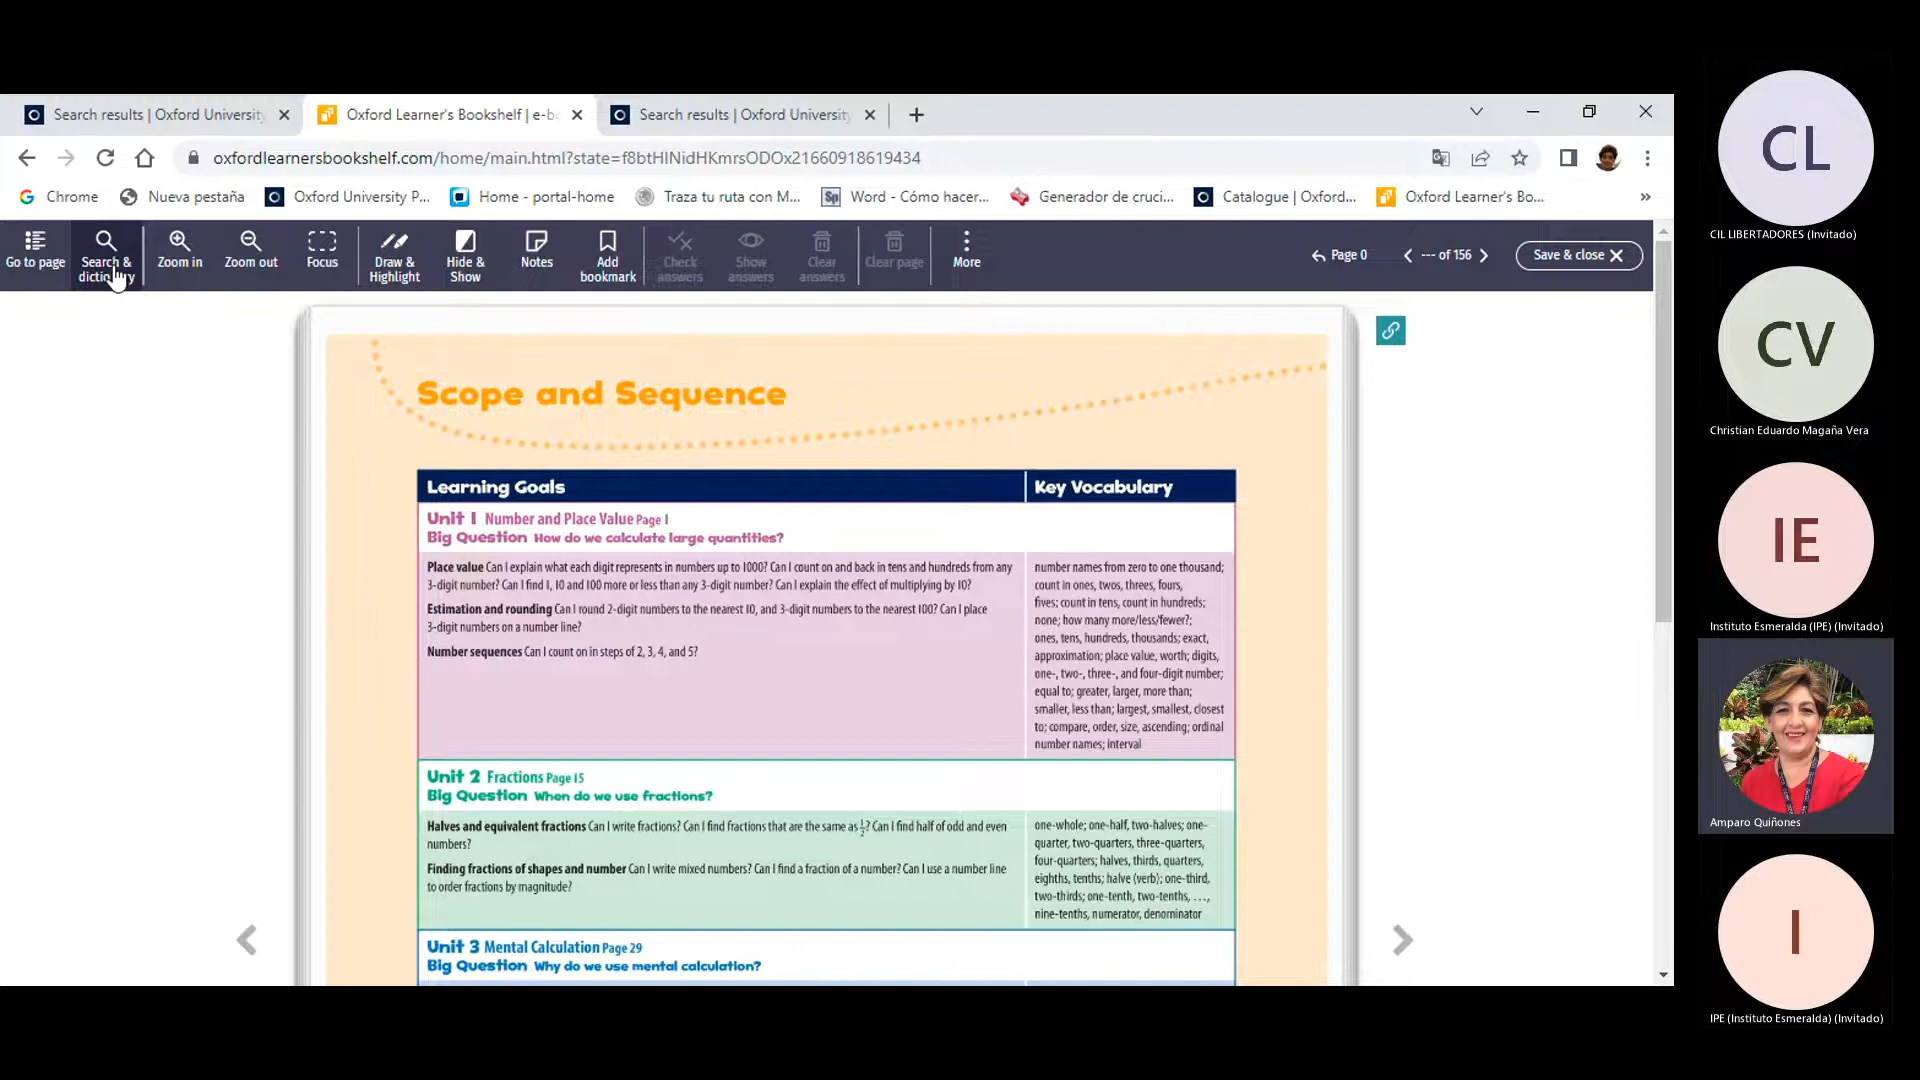 Search results | Oxford University
Oxford Learner's Bookshelf | e-bo
Search results | Oxford University
oxfordlearnersbookshelf.com/home/main.html?state=f8btHINidHKmrsODOx21660918619434
Chrome
Nueva pestaña
Oxford University P...
Home - portal-home
Traza tu ruta con M...
Sp
Word - Cómo hacer...
Generador de cruci...
Catalogue | Oxford...
Oxford Learner's Bo...
»
Go to page
Search & dictionary
Zoom in
Zoom out
Focus
Draw & Highlight
Hide & Show
Notes
Add bookmark
Check answers
Show answers
Clear answers
Clear page
More
Page 0
--- of 156
Save & close
Scope and Sequence
Learning Goals
Key Vocabulary
Unit 1 Number and Place Value Page 1
Big Question How do we calculate large quantities?
Place value Can I explain what each digit represents in numbers up to 1000? Can I count on and back in tens and hundreds from any
3-digit number? Can I find 1, 10 and 100 more or less than any 3-digit number? Can I explain the effect of multiplying by 10?
Estimation and rounding Can I round 2-digit numbers to the nearest 10, and 3-digit numbers to the nearest 100? Can I place
3-digit numbers on a number line?
Number sequences Can I count on in steps of 2, 3, 4, and 5?
number names from zero to one thousand;
count in ones, twos, threes, fours,
fives; count in tens, count in hundreds;
none; how many more/less/fewer?;
ones, tens, hundreds, thousands; exact,
approximation; place value, worth; digits,
one-, two-, three-, and four-digit number;
equal to; greater, larger, more than;
smaller, less than; largest, smallest, closest
to; compare, order, size, ascending; ordinal
number names; interval
Unit 2 Fractions Page 15
Big Question When do we use fractions?
Halves and equivalent fractions Can I write fractions? Can I find fractions that are the same as ½? Can I find half of odd and even
numbers?
Finding fractions of shapes and number Can I write mixed numbers? Can I find a fraction of a number? Can I use a number line
to order fractions by magnitude?
one-whole; one-half, two-halves; one-
quarter, two-quarters, three-quarters,
four-quarters; halves, thirds, quarters,
eighths, tenths; halve (verb); one-third,
two-thirds; one-tenth, two-tenths, ...,
nine-tenths, numerator, denominator
Unit 3 Mental Calculation Page 29
Big Question Why do we use mental calculation?
CL
CIL LIBERTADORES (Invitado)
CV
Christian Eduardo Magaña Vera
IE
Instituto Esmeralda (IPE) (Invitado)
Amparo Quiñones
I
IPE (Instituto Esmeralda) (Invitado)